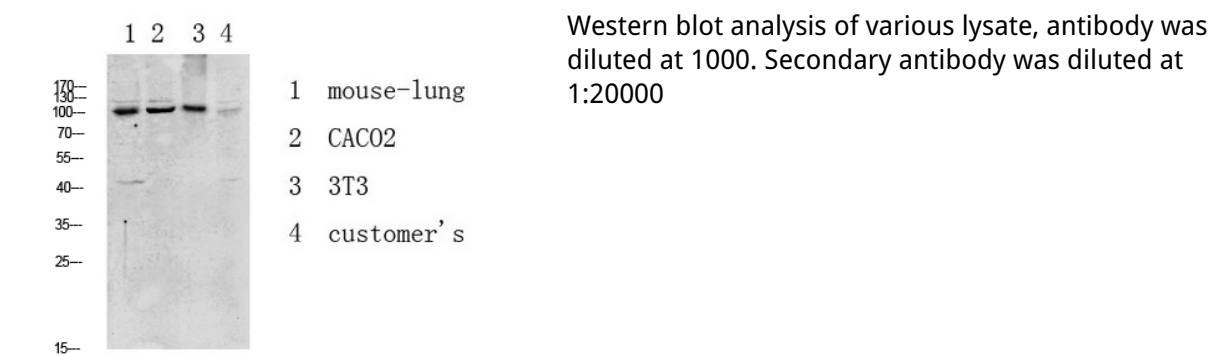 1 2 3 4
170—
130—
100—
70—
55—
40—
35—
25—
15—
1 mouse-lung
2 CACO2
3 3T3
4 customer's
Western blot analysis of various lysate, antibody was
diluted at 1000. Secondary antibody was diluted at
1:20000